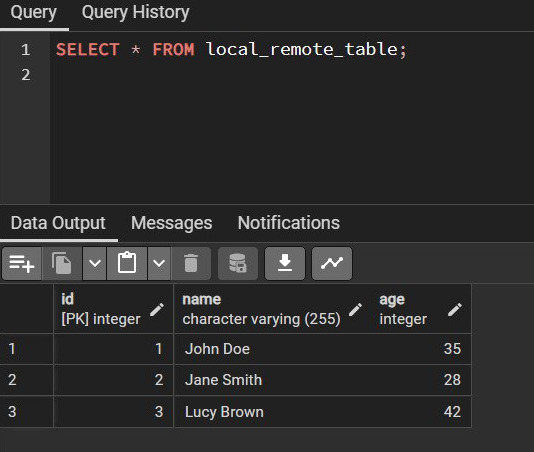 Query Query History
1 SELECT * FROM local_remote_table;
2
Data Output Messages Notifications
id name age
[PK] integer character varying (255) integer
1 1 John Doe 35
2 2 Jane Smith 28
3 3 Lucy Brown 42